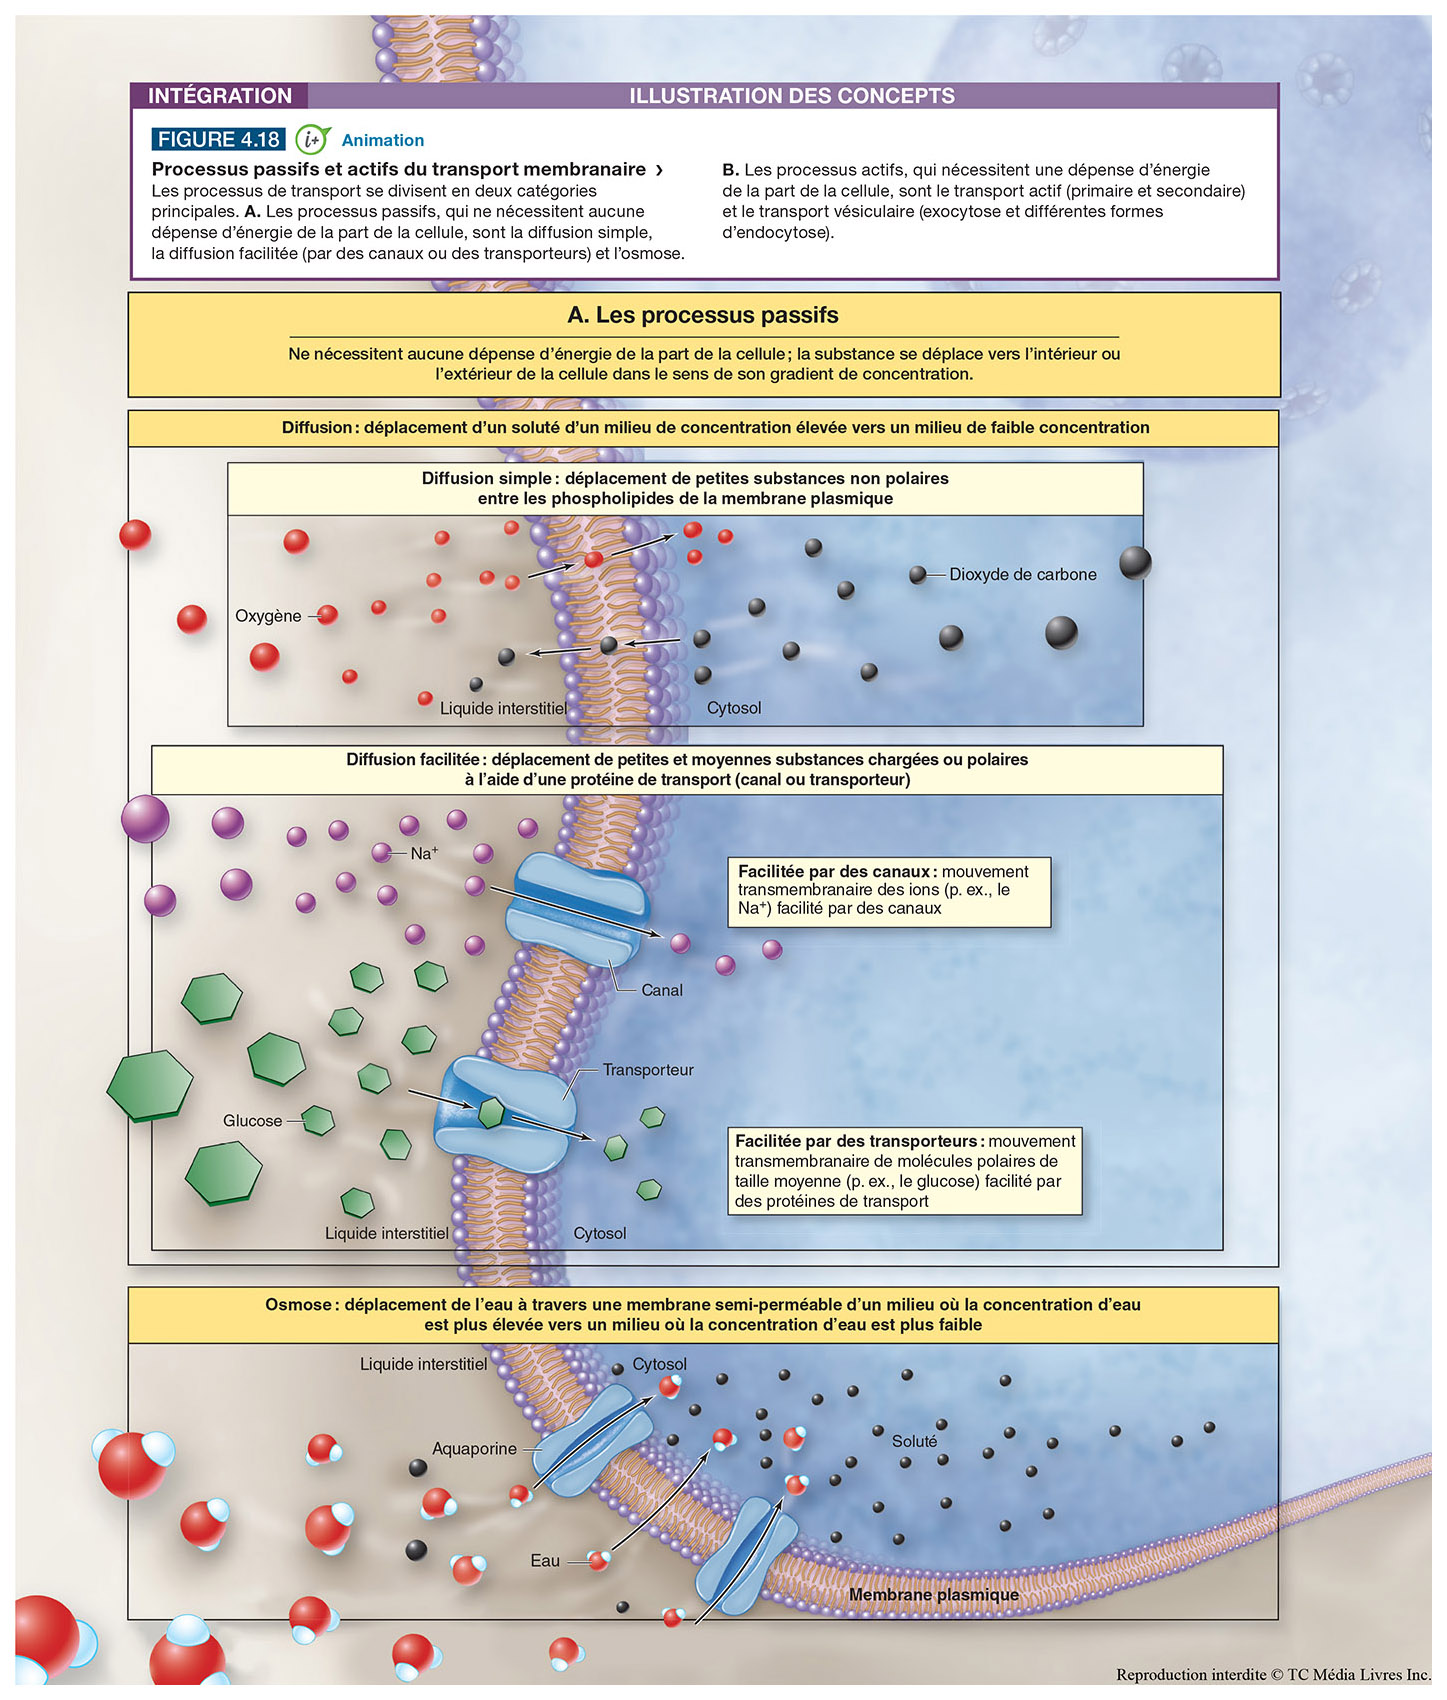 INTÉGRATION
ILLUSTRATION DES CONCEPTS
FIGURE 4.18 i+ Animation
Processus passifs et actifs du transport membranaire ›
Les processus de transport se divisent en deux catégories
principales. A. Les processus passifs, qui ne nécessitent aucune
dépense d'énergie de la part de la cellule, sont la diffusion simple,
la diffusion facilitée (par des canaux ou des transporteurs) et l'osmose.
B. Les processus actifs, qui nécessitent une dépense d'énergie
de la part de la cellule, sont le transport actif (primaire et secondaire)
et le transport vésiculaire (exocytose et différentes formes
d'endocytose).
A. Les processus passifs
Ne nécessitent aucune dépense d'énergie de la part de la cellule ; la substance se déplace vers l'intérieur ou
l'extérieur de la cellule dans le sens de son gradient de concentration.
Diffusion : déplacement d'un soluté d'un milieu de concentration élevée vers un milieu de faible concentration
Diffusion simple : déplacement de petites substances non polaires
entre les phospholipides de la membrane plasmique
Dioxyde de carbone
Oxygène
Liquide interstitiel
Cytosol
Diffusion facilitée : déplacement de petites et moyennes substances chargées ou polaires
à l'aide d'une protéine de transport (canal ou transporteur)
Na⁺
Facilitée par des canaux : mouvement
transmembranaire des ions (p. ex., le
Na⁺) facilité par des canaux
Canal
Transporteur
Glucose
Facilitée par des transporteurs : mouvement
transmembranaire de molécules polaires de
taille moyenne (p. ex., le glucose) facilité par
des protéines de transport
Liquide interstitiel
Cytosol
Osmose : déplacement de l'eau à travers une membrane semi-perméable d'un milieu où la concentration d'eau
est plus élevée vers un milieu où la concentration d'eau est plus faible
Liquide interstitiel
Cytosol
Soluté
Aquaporine
Eau
Membrane plasmique
Reproduction interdite © TC Média Livres Inc.